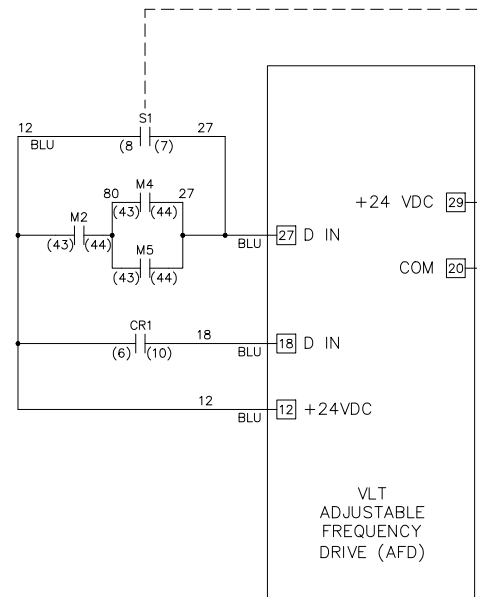 S1
12 27
BLU (8 (7)
M4
80 27
(43) (44)
M2
(43) (44)
BLU
M5
(43) (44)
27 D IN
+24 VDC 29
COM 20
CR1
(6) (10)
18
BLU
18 D IN
12
BLU
12 +24VDC
VLT
ADJUSTABLE
FREQUENCY
DRIVE (AFD)